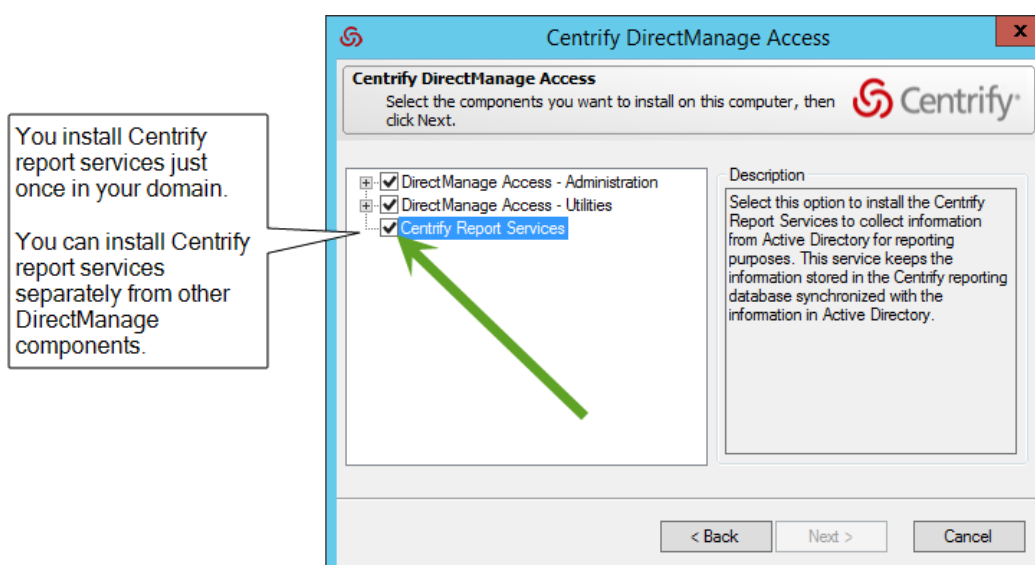 Centrify DirectManage Access
x
Centrify DirectManage Access
Select the components you want to install on this computer, then
click Next.
Centrify
You install Centrify
report services just
once in your domain.
You can install Centrify
report services
separately from other
DirectManage
components.
DirectManage Access - Administration
DirectManage Access - Utilities
Centrify Report Services
Description
Select this option to install the Centrify
Report Services to collect information
from Active Directory for reporting
purposes. This service keeps the
information stored in the Centrify reporting
database synchronized with the
information in Active Directory.
< Back
Next >
Cancel